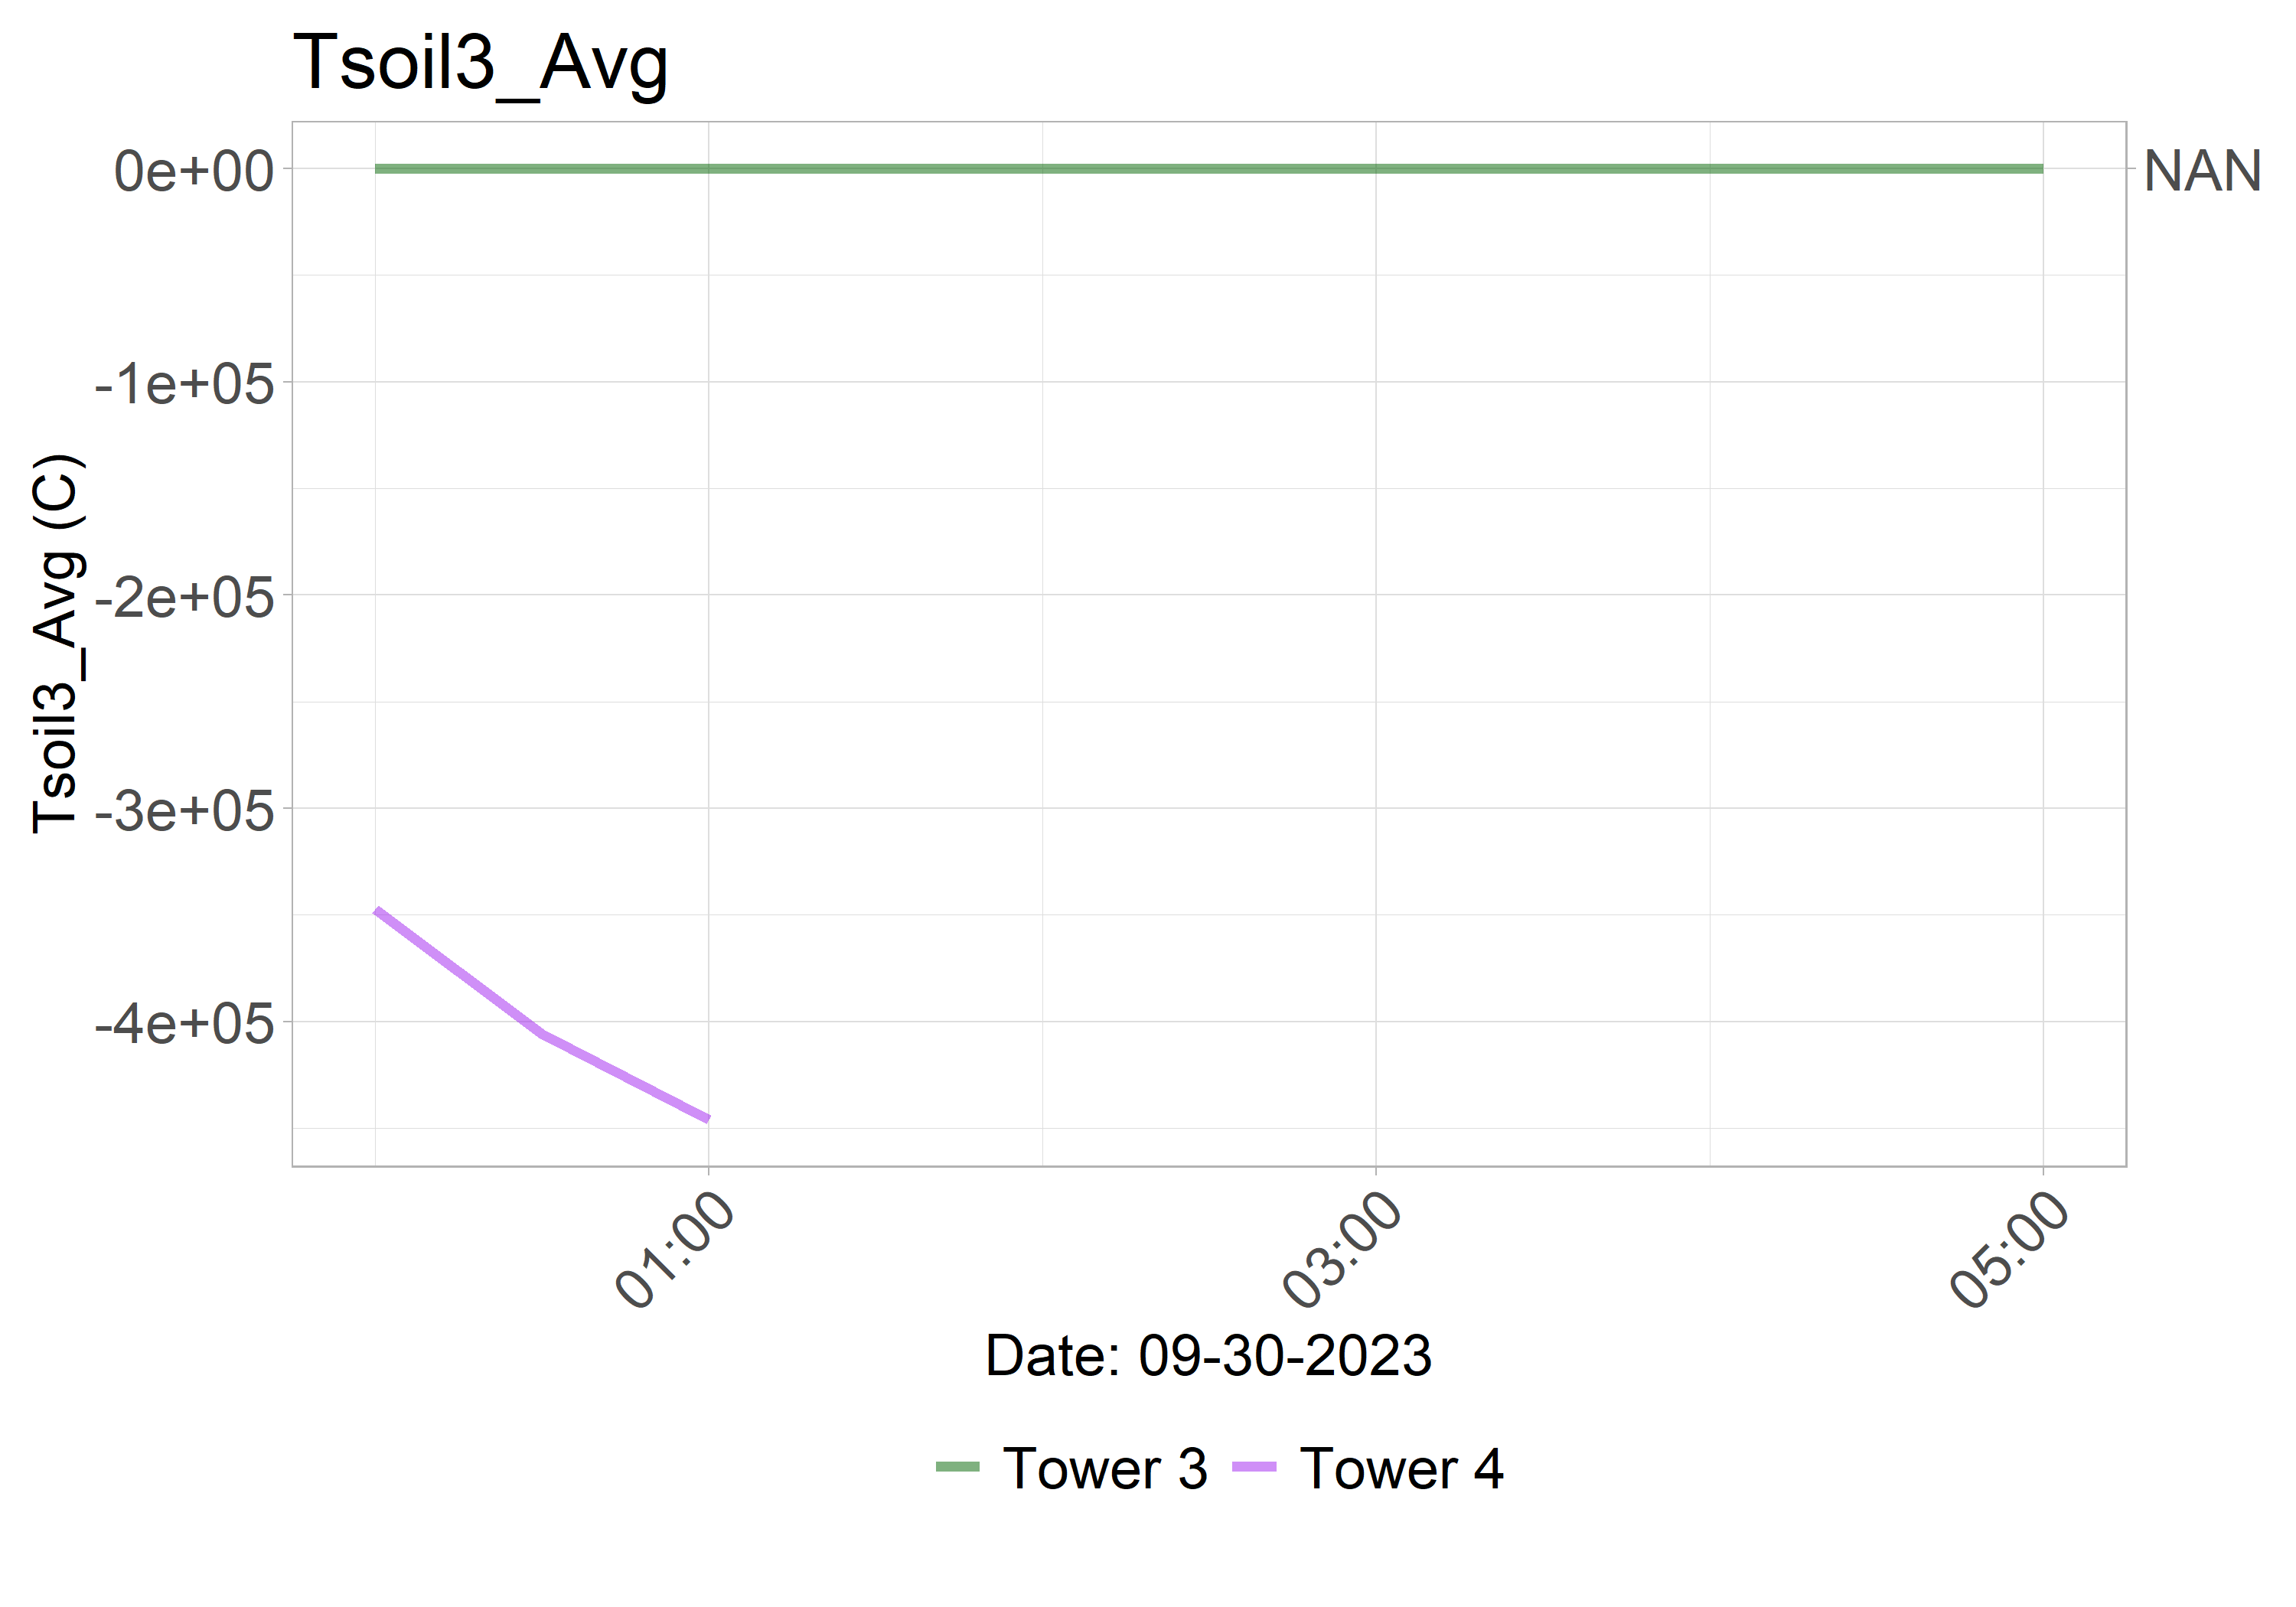 Tsoil3_Avg
Tsoil3_Avg (C)
0e+00
-1e+05
-2e+05
-3e+05
-4e+05
NAN
01:00
03:00
05:00
Date: 09-30-2023
Tower 3 Tower 4